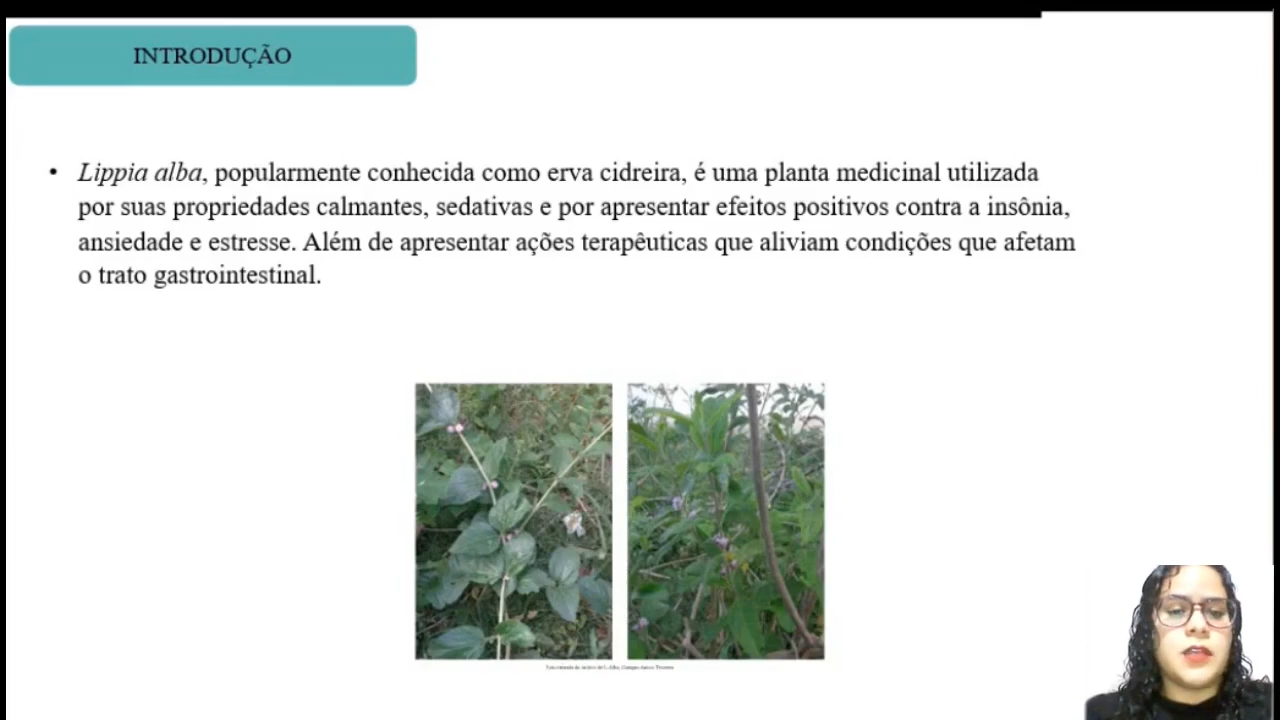 INTRODUÇÃO
• Lippia alba, popularmente conhecida como erva cidreira, é uma planta medicinal utilizada
por suas propriedades calmantes, sedativas e por apresentar efeitos positivos contra a insônia,
ansiedade e estresse. Além de apresentar ações terapêuticas que aliviam condições que afetam
o trato gastrointestinal.